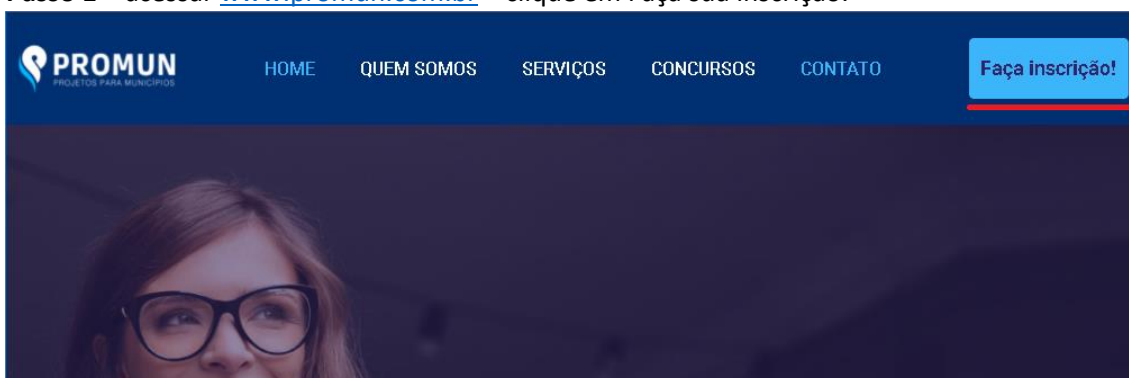 PROMUN
PROJETOS PARA MUNICÍPIOS
HOME QUEM SOMOS SERVIÇOS CONCURSOS CONTATO Faça inscrição!